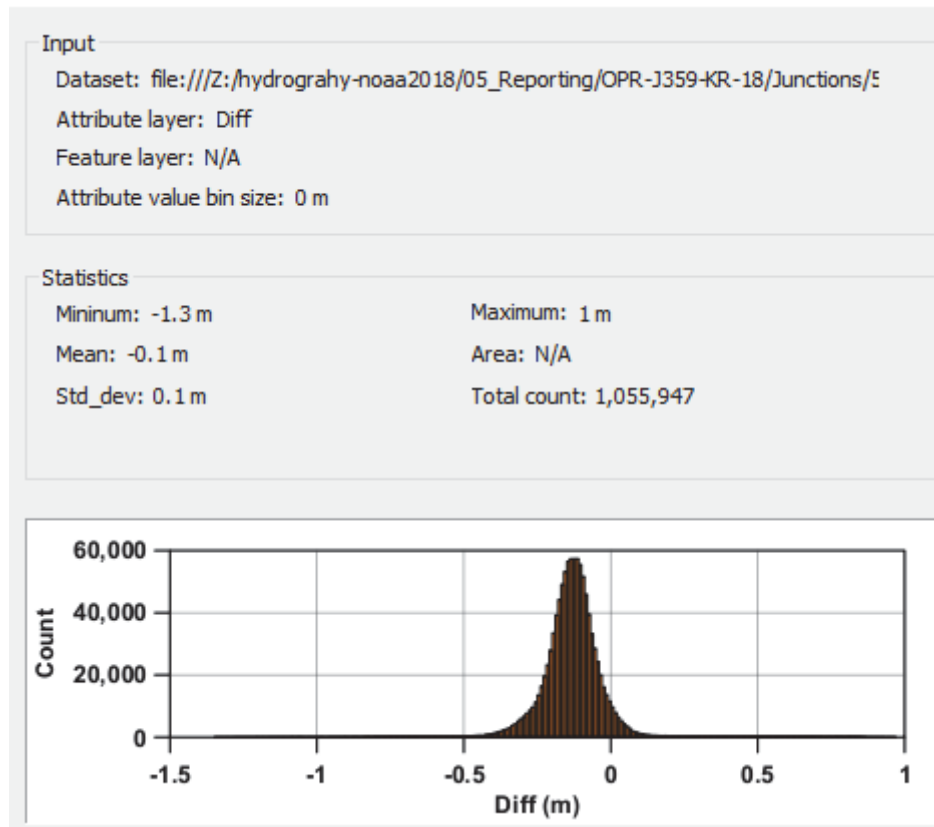 Input
Dataset: file:///Z:/hydrograhy-noaa2018/05_Reporting/OPR-J359-KR-18/Junctions/5
Attribute layer: Diff
Feature layer: N/A
Attribute value bin size: 0 m
Statistics
Mininum: -1.3 m Maximum: 1 m
Mean: -0.1 m Area: N/A
Std_dev: 0.1 m Total count: 1,055,947
60,000
40,000
20,000
0
Count
-1.5 -1 -0.5 0 0.5 1
Diff (m)